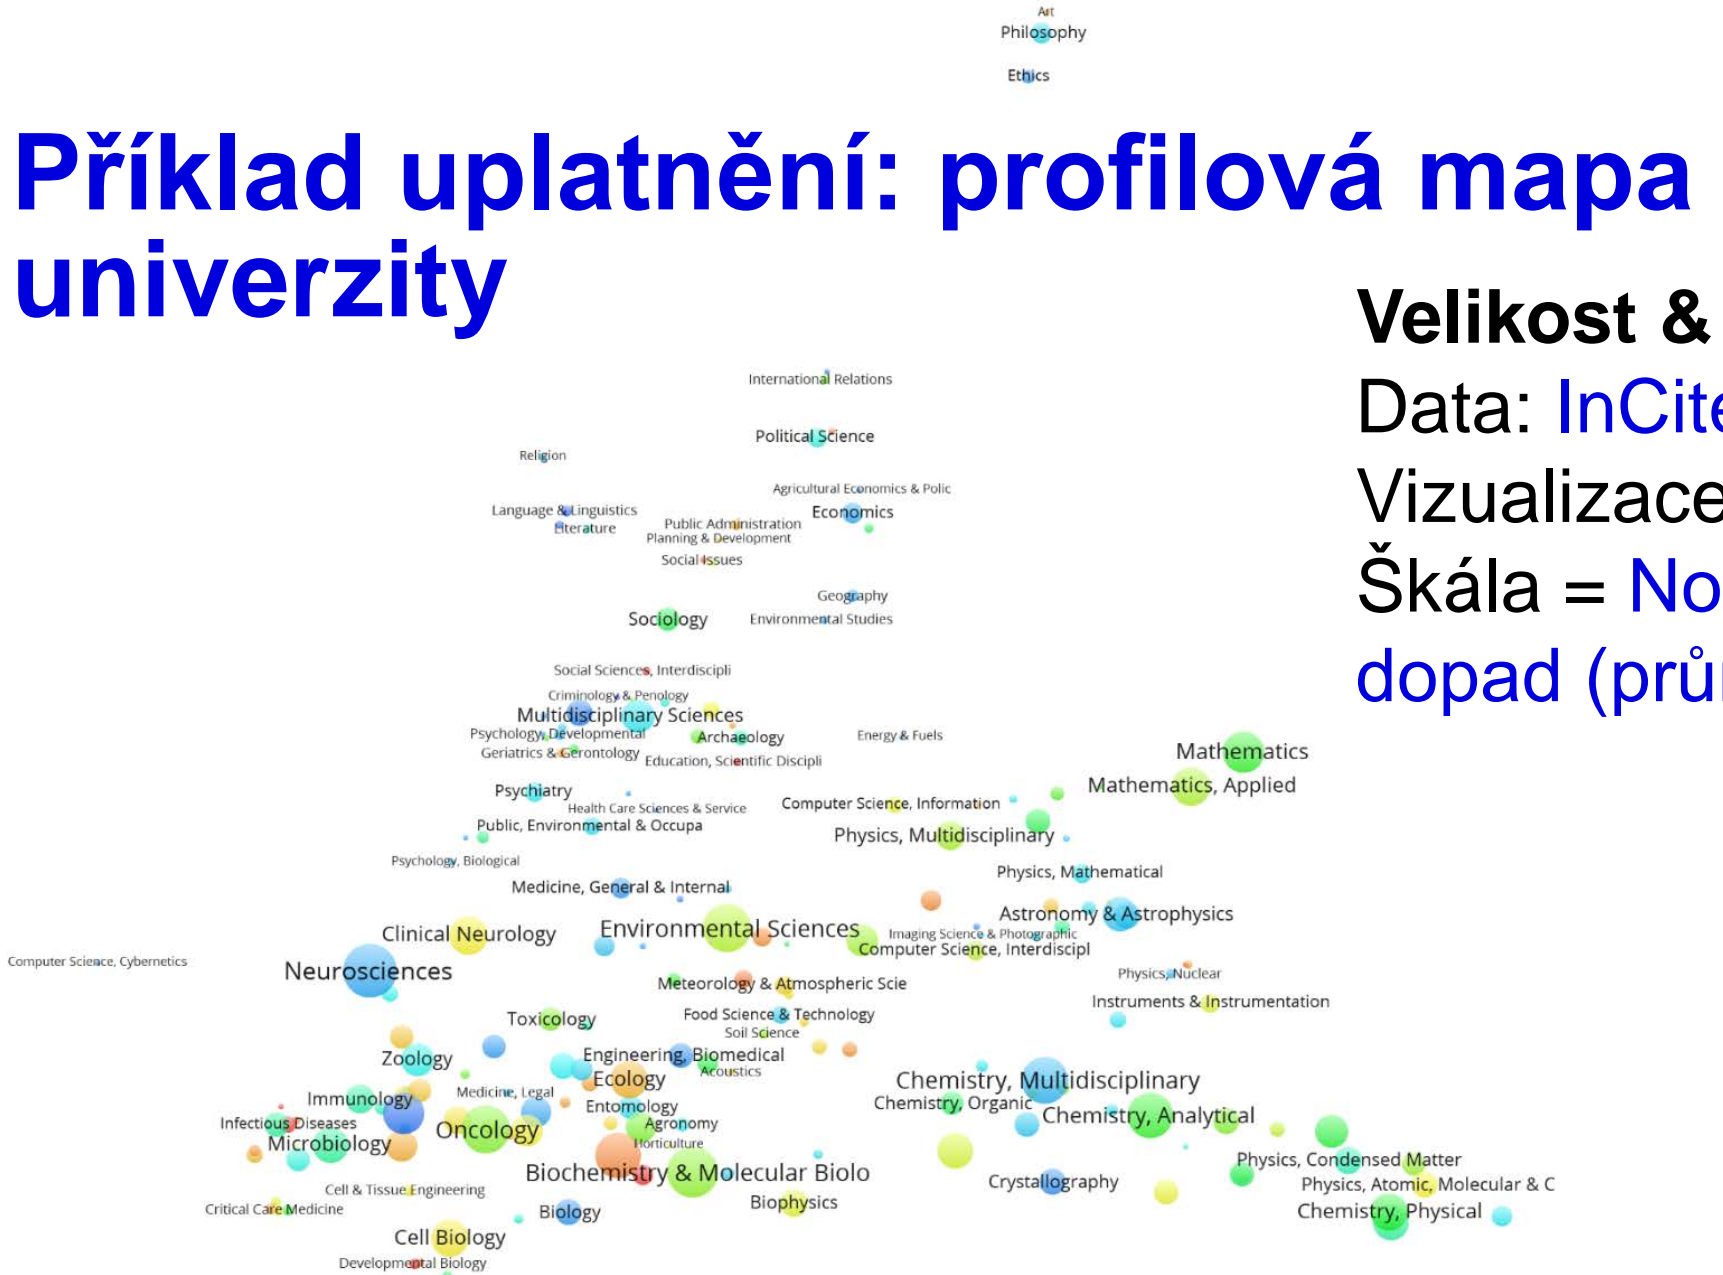 Art
Philosophy
Ethics
Příklad uplatnění: profilová mapa
univerzity
Velikost &
Data: InCite
Vizualizace
Škála = No
dopad (prů
International Relations
Political Science
Religion
Agricultural Economics & Polic
Language & Linguistics
Economics
Literature
Public Administration
Planning & Development
Social Issues
Geography
Sociology
Environmental Studies
Social Sciences, Interdiscipli
Criminology & Penology
Multidisciplinary Sciences
Psychology, Developmental
Archaeology
Energy & Fuels
Geriatrics & Gerontology
Education, Scientific Discipli
Mathematics
Mathematics, Applied
Psychiatry
Health Care Sciences & Service
Computer Science, Information
Public, Environmental & Occupa
Physics, Multidisciplinary
Psychology, Biological
Physics, Mathematical
Medicine, General & Internal
Astronomy & Astrophysics
Clinical Neurology
Environmental Sciences
Imaging Science & Photographic
Computer Science, Interdiscipl
Computer Science, Cybernetics
Neurosciences
Physics, Nuclear
Meteorology & Atmospheric Scie
Instruments & Instrumentation
Toxicology
Food Science & Technology
Soil Science
Zoology
Engineering, Biomedical
Acoustics
Ecology
Chemistry, Multidisciplinary
Immunology
Medicine, Legal
Entomology
Chemistry, Organic
Chemistry, Analytical
Infectious Diseases
Oncology
Agronomy
Microbiology
Horticulture
Biochemistry & Molecular Biolo
Physics, Condensed Matter
Crystallography
Physics, Atomic, Molecular & C
Cell & Tissue Engineering
Biophysics
Critical Care Medicine
Biology
Chemistry, Physical
Cell Biology
Developmental Biology